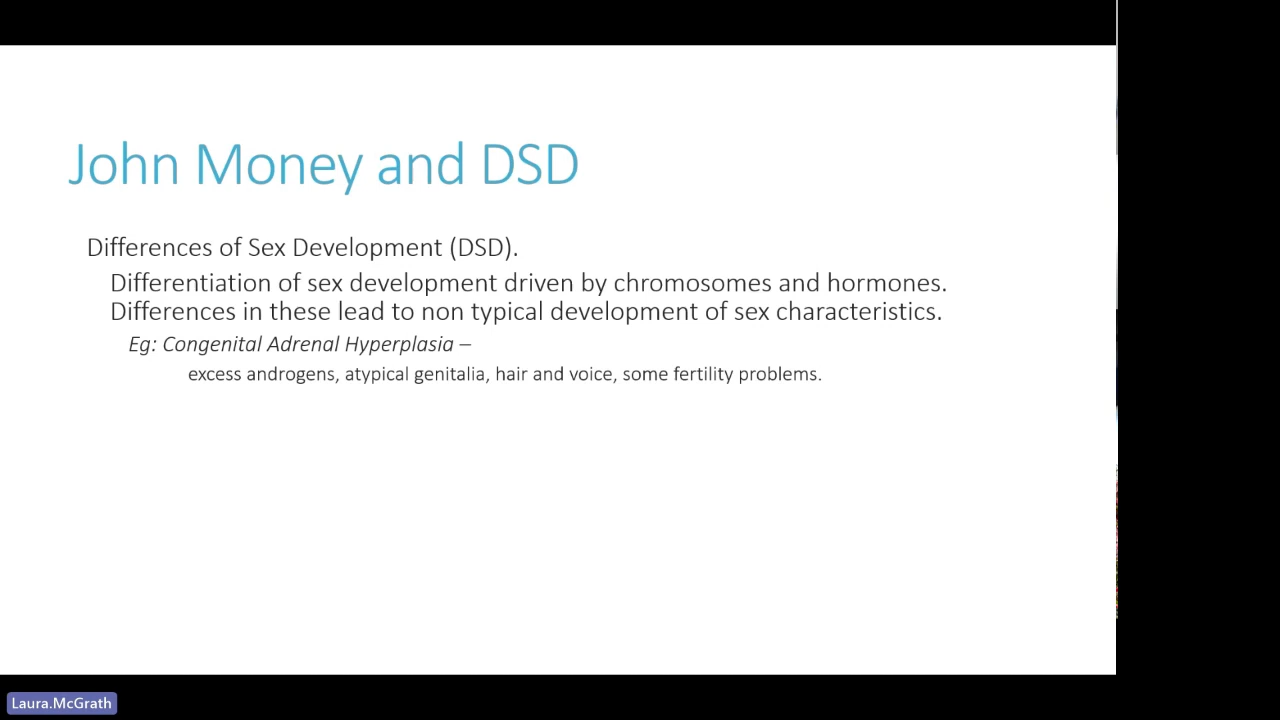 John Money and DSD
Differences of Sex Development (DSD).
Differentiation of sex development driven by chromosomes and hormones.
Differences in these lead to non typical development of sex characteristics.
Eg: Congenital Adrenal Hyperplasia –
excess androgens, atypical genitalia, hair and voice, some fertility problems.
Laura.McGrath